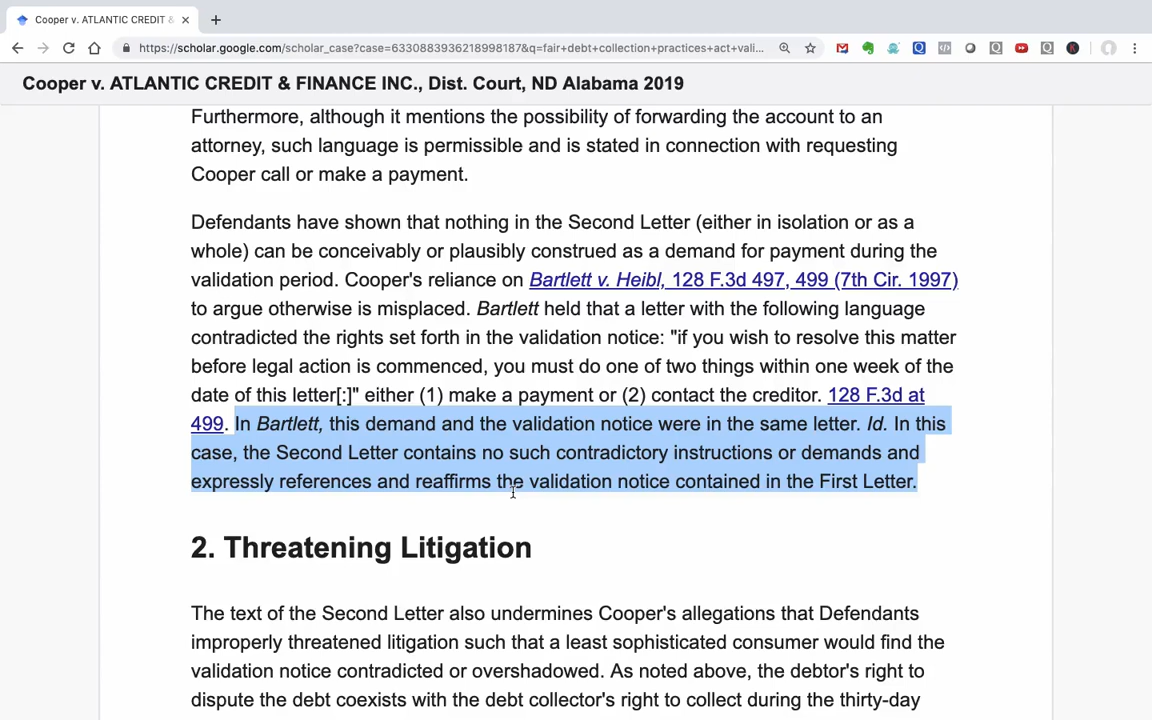 Cooper v. ATLANTIC CREDIT &
https://scholar.google.com/scholar_case?case=6330883936218998187&q=fair+debt+collection+practices+act+vali...
Cooper v. ATLANTIC CREDIT & FINANCE INC., Dist. Court, ND Alabama 2019
Furthermore, although it mentions the possibility of forwarding the account to an
attorney, such language is permissible and is stated in connection with requesting
Cooper call or make a payment.
Defendants have shown that nothing in the Second Letter (either in isolation or as a
whole) can be conceivably or plausibly construed as a demand for payment during the
validation period. Cooper's reliance on Bartlett v. Heibl, 128 F.3d 497, 499 (7th Cir. 1997)
to argue otherwise is misplaced. Bartlett held that a letter with the following language
contradicted the rights set forth in the validation notice: "if you wish to resolve this matter
before legal action is commenced, you must do one of two things within one week of the
date of this letter[:]" either (1) make a payment or (2) contact the creditor. 128 F.3d at
499. In Bartlett, this demand and the validation notice were in the same letter. Id. In this
case, the Second Letter contains no such contradictory instructions or demands and
expressly references and reaffirms the validation notice contained in the First Letter.
2. Threatening Litigation
The text of the Second Letter also undermines Cooper's allegations that Defendants
improperly threatened litigation such that a least sophisticated consumer would find the
validation notice contradicted or overshadowed. As noted above, the debtor's right to
dispute the debt coexists with the debt collector's right to collect during the thirty-day